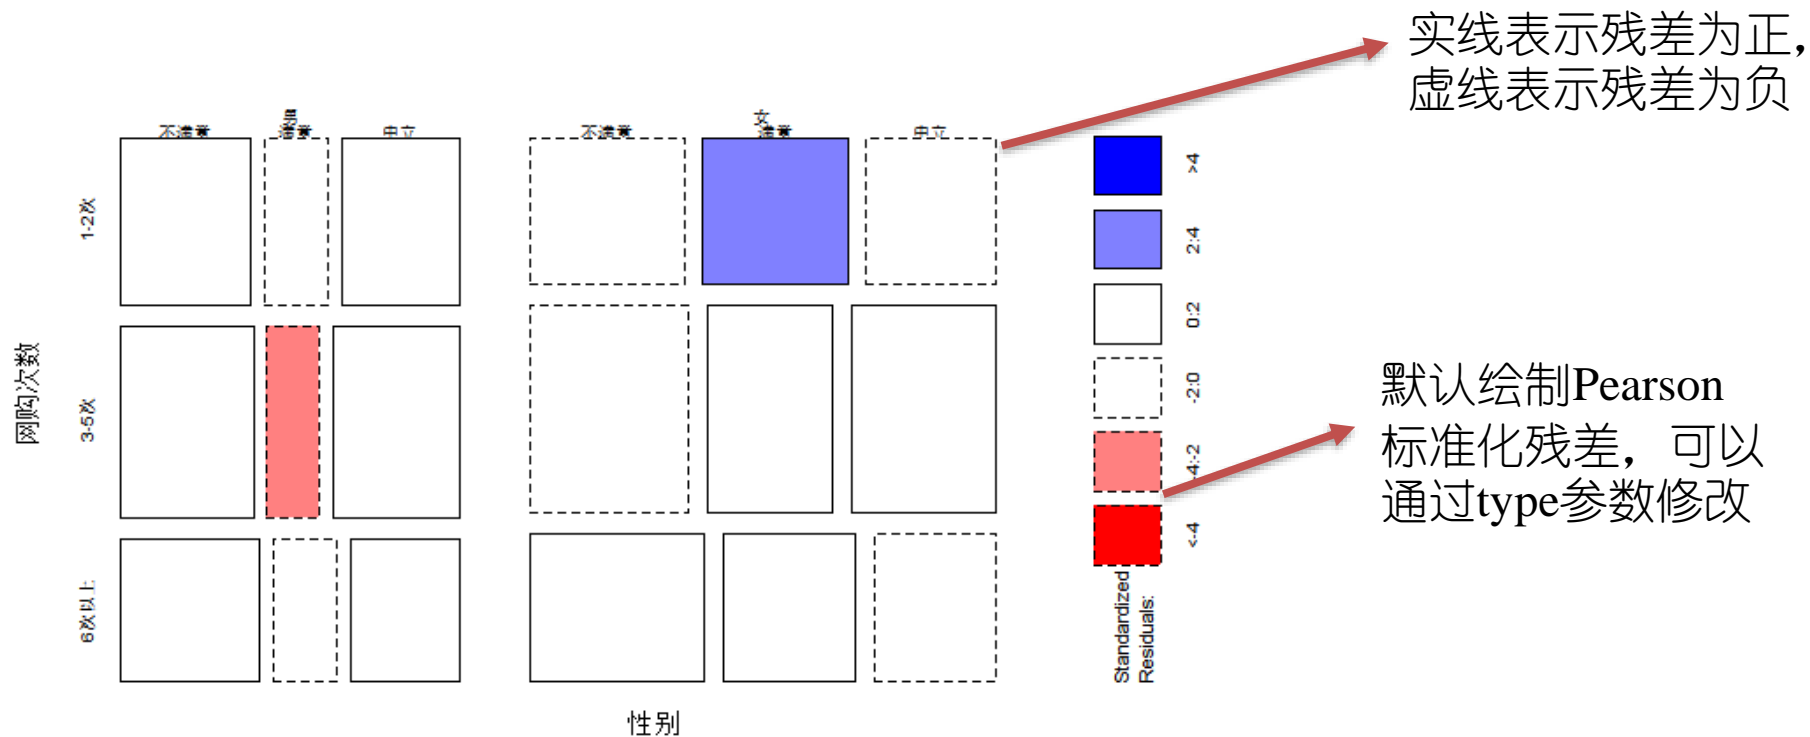 实线表示残差为正，
虚线表示残差为负
男
女
不满意
满意
中立
不满意
满意
中立
1-2次
3-5次
6次以上
网购次数
性别
>4
2:4
0:2
-2:0
-4:-2
<-4
Standardized
Residuals:
默认绘制Pearson
标准化残差，可以
通过type参数修改